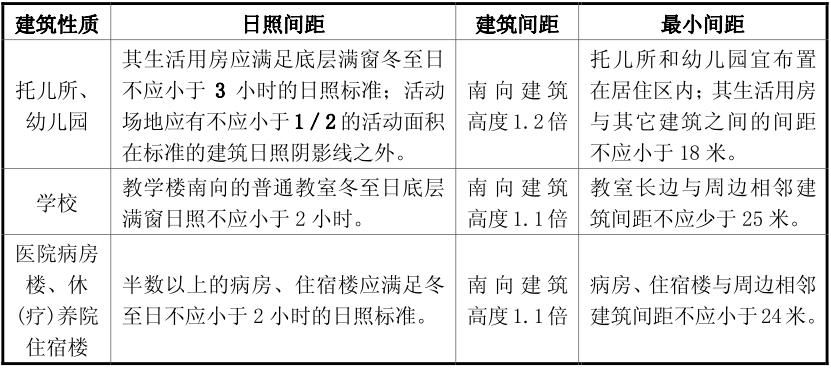 建筑性质 日照间距 建筑间距 最小间距
托儿所、
幼儿园
其生活用房应满足底层满窗冬至日
不应小于 3 小时的日照标准；活动
场地应有不应小于1/2的活动面积
在标准的建筑日照阴影线之外。
南向建筑
高度1.2倍
托儿所和幼儿园宜布置
在居住区内；其生活用房
与其它建筑之间的间距
不应小于18米。
学校
教学楼南向的普通教室冬至日底层
满窗日照不应小于2小时。
南向建筑
高度1.1倍
教室长边与周边相邻建
筑间距不应少于25米。
医院病房
楼、休
(疗)养院
住宿楼
半数以上的病房、住宿楼应满足冬
至日不应小于2小时的日照标准。
南向建筑
高度1.1倍
病房、住宿楼与周边相邻
建筑间距不应小于24米。